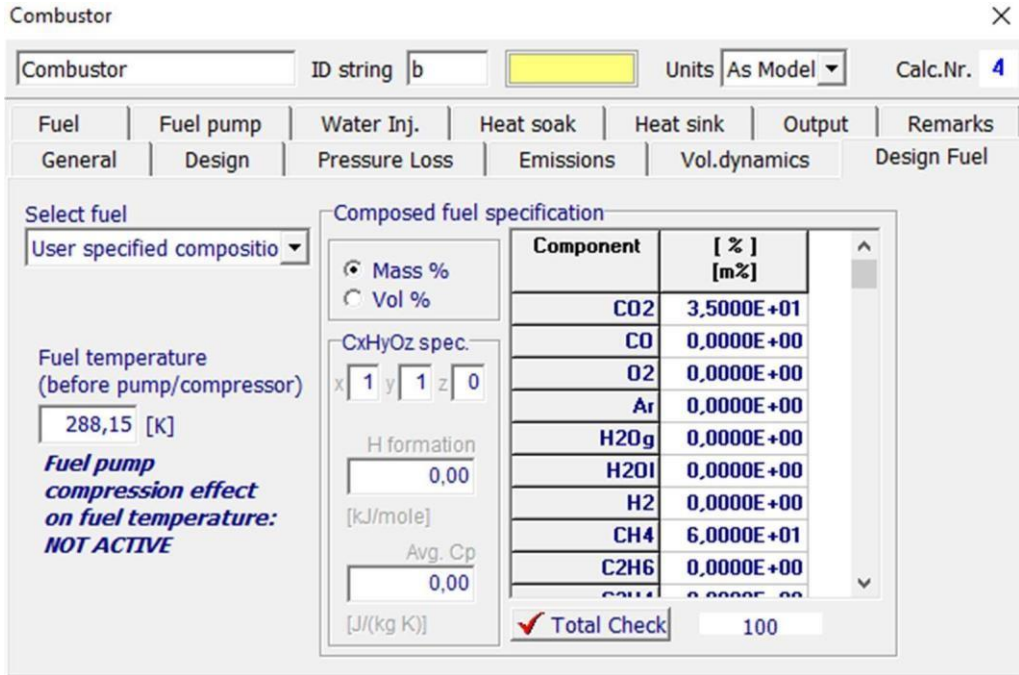 Combustor
Combustor ID string b Units As Model Calc.Nr. 4
Fuel Fuel pump Water Inj. Heat soak Heat sink Output Remarks
General Design Pressure Loss Emissions Vol.dynamics Design Fuel
Select fuel
User specified compositio
Fuel temperature
(before pump/compressor)
288,15 [K]
Fuel pump
compression effect
on fuel temperature:
NOT ACTIVE
Composed fuel specification
Mass %
Vol %
CxHyOz spec.
x 1 y 1 z 0
H formation
0,00
[kJ/mole]
Avg. Cp
0,00
[J/(kg K)]
Component [ % ]
[m%]
CO2 3,5000E+01
CO 0,0000E+00
O2 0,0000E+00
Ar 0,0000E+00
H2Og 0,0000E+00
H2Ol 0,0000E+00
H2 0,0000E+00
CH4 6,0000E+01
C2H6 0,0000E+00
Total Check 100